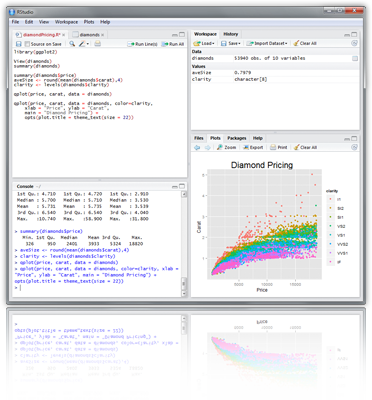 RStudio
File Edit View Workspace Plots Help
diamondPricing.R* diamonds
Source on Save Run Line(s) Run All
library(ggplot2)
View(diamonds)
summary(diamonds)
summary(diamonds$price)
aveSize <- round(mean(diamonds$carat),4)
clarity <- levels(diamonds$clarity)
qplot(price, carat, data = diamonds)
qplot(price, carat, data = diamonds, color=clarity,
xlab = "Price", ylab = "Carat",
main = "Diamond Pricing") +
opts(plot.title = theme_text(size = 22))
Console ~/
1st Qu.: 4.710 1st Qu.: 4.720 1st Qu.: 2.910
Median : 5.700 Median : 5.710 Median : 3.530
Mean : 5.731 Mean : 5.735 Mean : 3.539
3rd Qu.: 6.540 3rd Qu.: 6.540 3rd Qu.: 4.040
Max. :10.740 Max. :58.900 Max. :31.800
> summary(diamonds$price)
Min. 1st Qu. Median Mean 3rd Qu. Max.
326 950 2401 3933 5324 18820
> aveSize <- round(mean(diamonds$carat),4)
> clarity <- levels(diamonds$clarity)
> qplot(price, carat, data = diamonds)
> qplot(price, carat, data = diamonds, color=clarity, xlab =
"Price", ylab = "Carat", main = "Diamond Pricing") +
opts(plot.title = theme_text(size = 22))
>
Workspace History
Load Save Import Dataset Clear All
Data
diamonds 53940 obs. of 10 variables
Values
aveSize 0.7979
clarity character[8]
Files Plots Packages Help
Zoom Export Print Clear All
Diamond Pricing
Carat
Price
5000 10000 15000
clarity
I1
SI2
SI1
VS2
VS1
VVS2
VVS1
IF